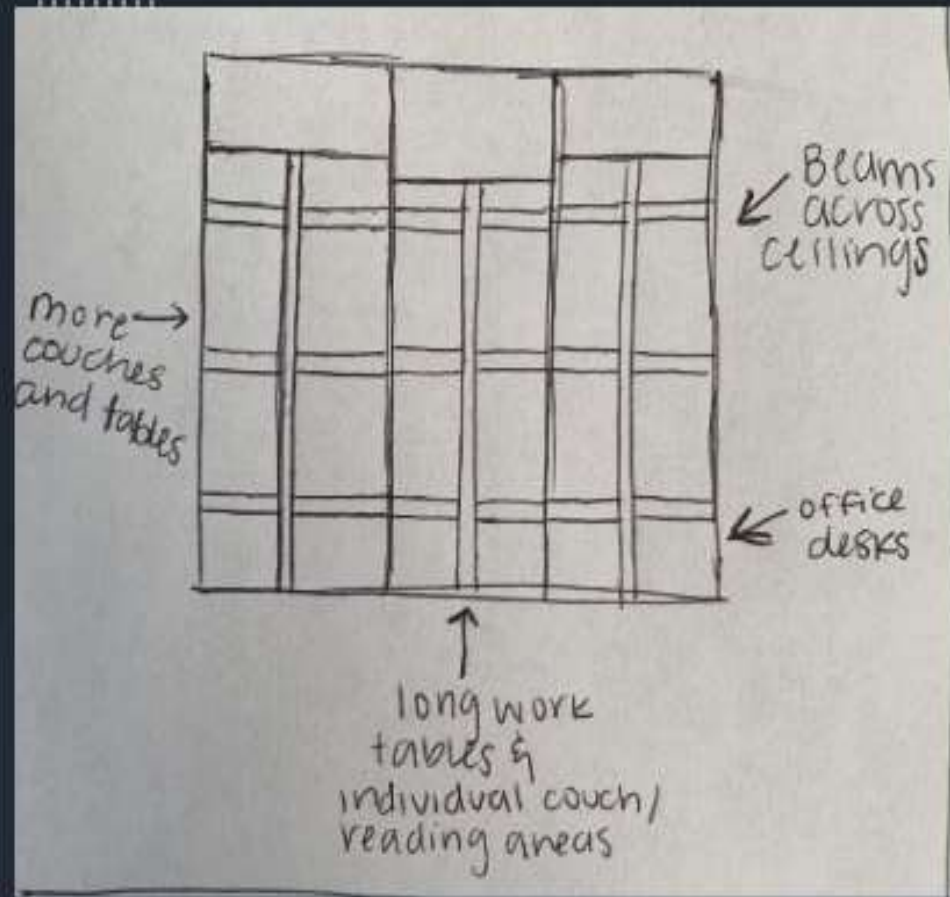 Beams
across
ceilings
more
couches
and tables
office
desks
long work
tables &
individual couch/
reading areas